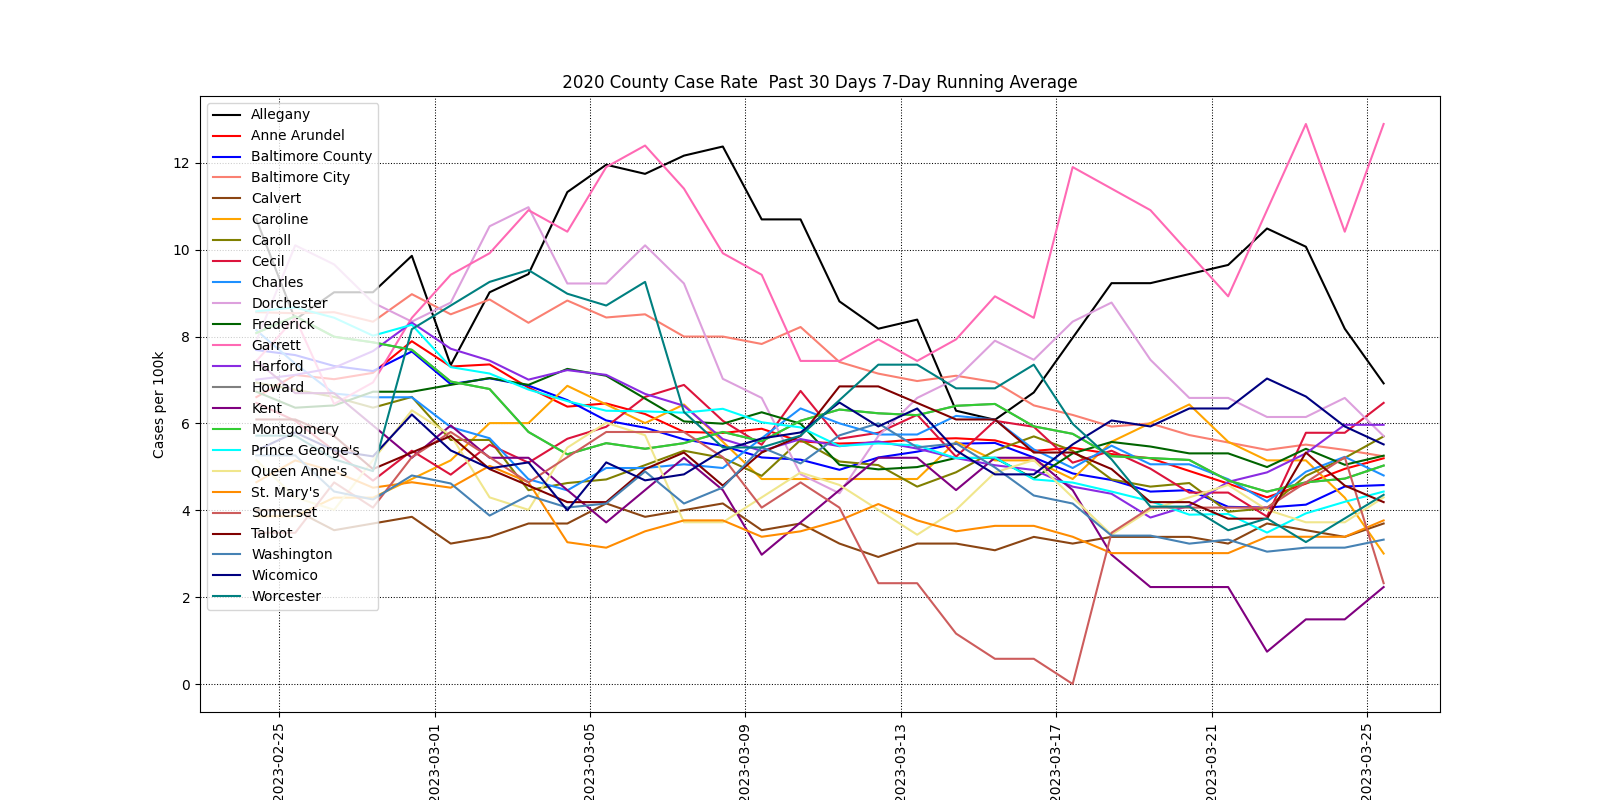 2020 County Case Rate  Past 30 Days 7-Day Running Average
Cases per 100k
12
10
8
6
4
2
0
Allegany
Anne Arundel
Baltimore County
Baltimore City
Calvert
Caroline
Caroll
Cecil
Charles
Dorchester
Frederick
Garrett
Harford
Howard
Kent
Montgomery
Prince George's
Queen Anne's
St. Mary's
Somerset
Talbot
Washington
Wicomico
Worcester
2023-02-25
2023-03-01
2023-03-05
2023-03-09
2023-03-13
2023-03-17
2023-03-21
2023-03-25